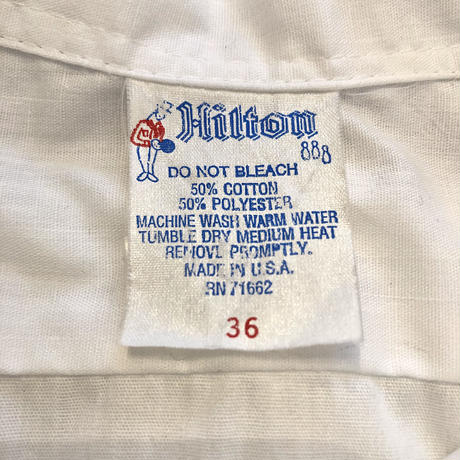 Hilton
888
DO NOT BLEACH
50% COTTON
50% POLYESTER
MACHINE WASH WARM WATER
TUMBLE DRY MEDIUM HEAT
REMOVE PROMPTLY.
MADE IN U.S.A.
RN 71662
36